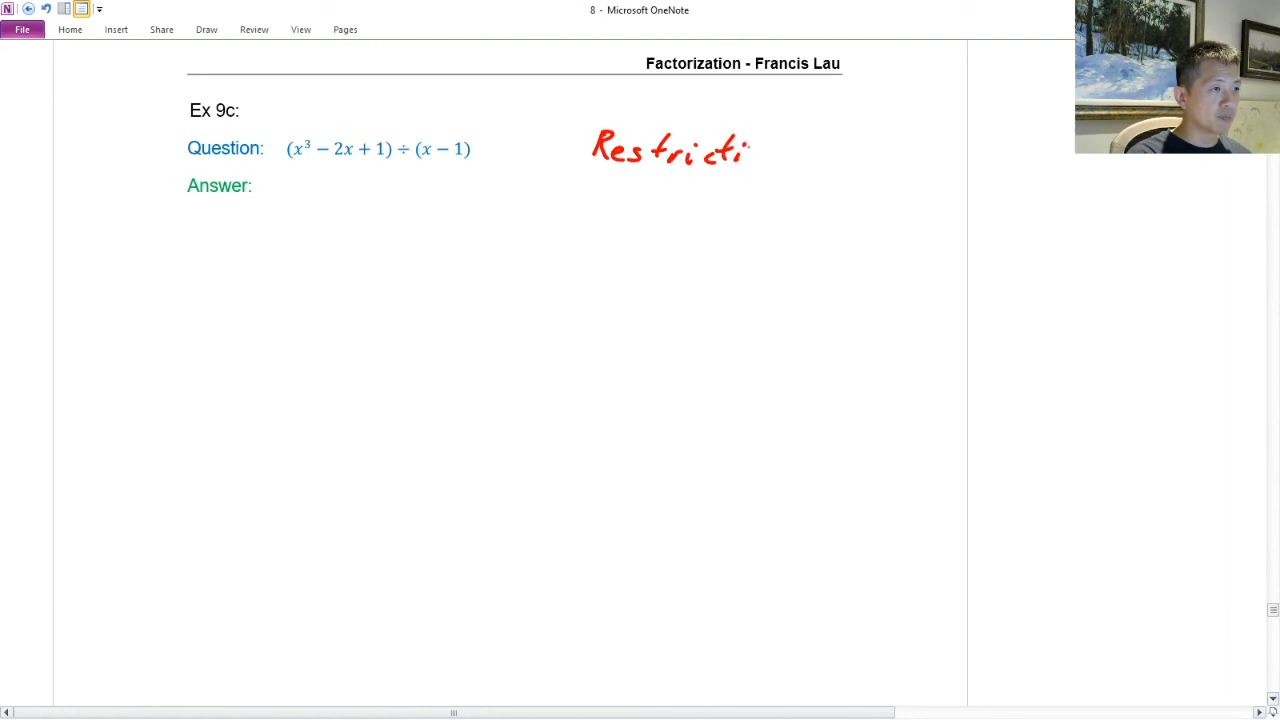 8 - Microsoft OneNote
File Home Insert Share Draw Review View Pages
Factorization - Francis Lau
Ex 9c:
Question: (x³ − 2x + 1) ÷ (x − 1) Restricti
Answer: